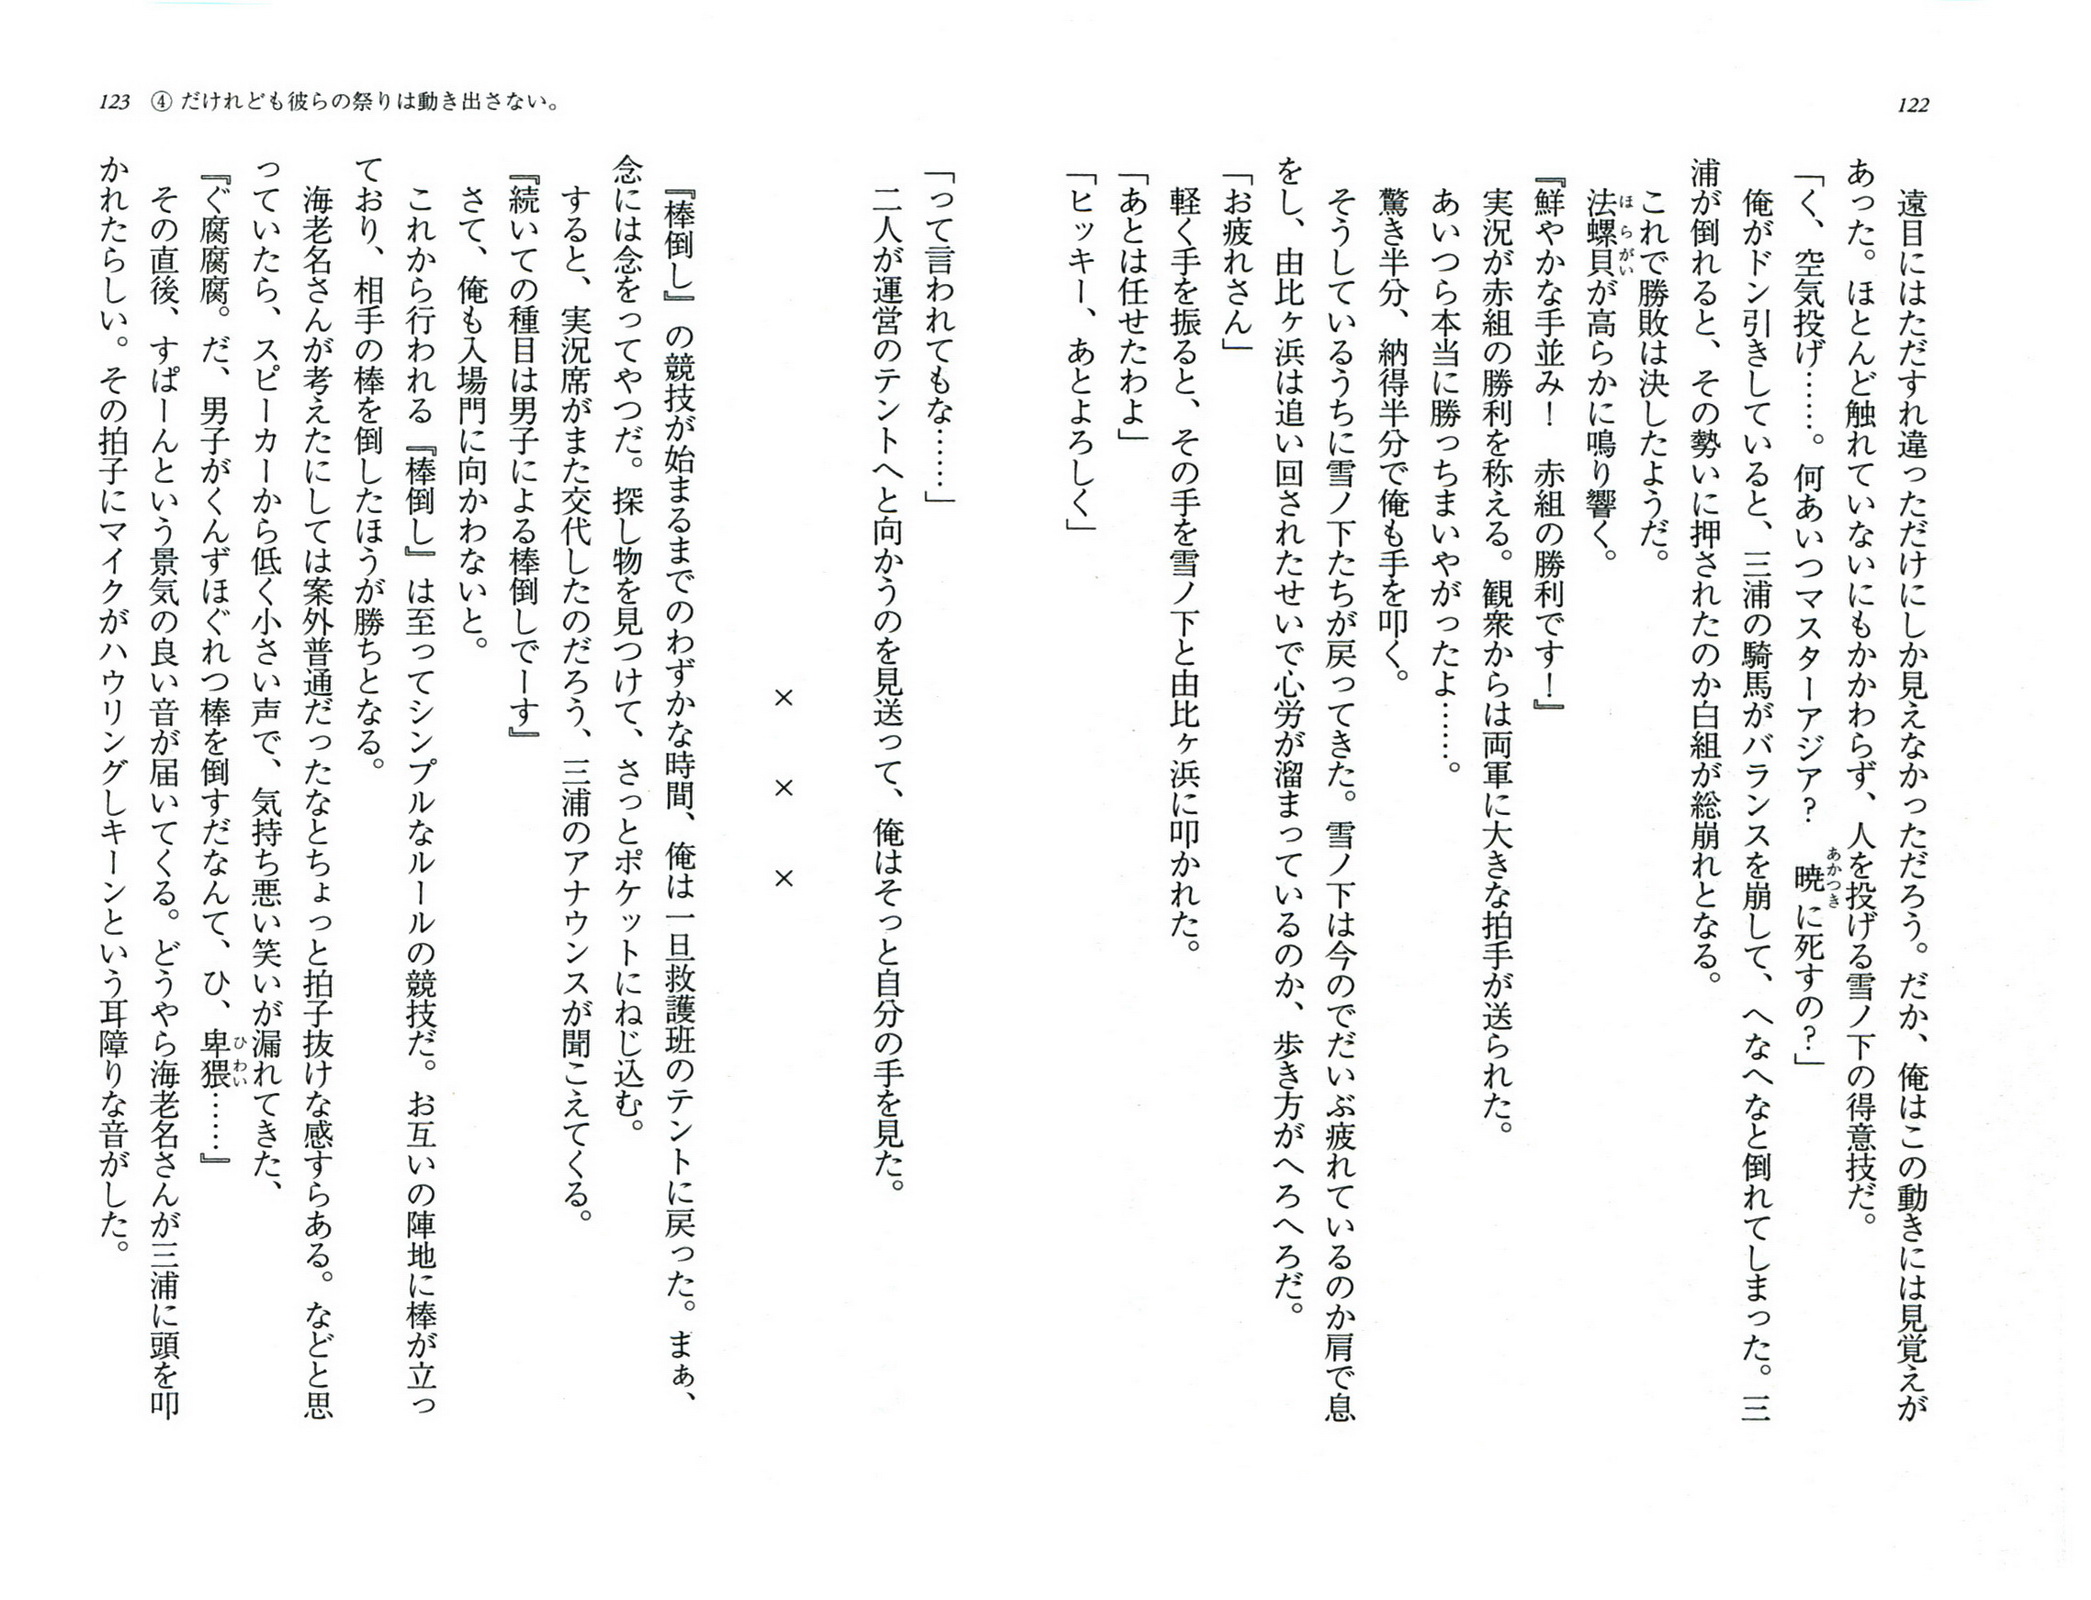 122
遠目にはただすれ違っただけにしか見えなかっただろう。だが、俺はこの動きには見覚えが
あった。ほとんど触れていないにもかかわらず、人を投げる雪ノ下の得意技だ。
「く、空気投げ……。何あいつマスターアジア？　暁に死すの？」
俺がドン引きしていると、三浦の騎馬がバランスを崩して、へなへなと倒れてしまった。三
浦が倒れると、その勢いに押されたのか白組が総崩れとなる。
これで勝敗は決したようだ。
法螺貝が高らかに鳴り響く。
『鮮やかな手並み！　赤組の勝利です！』
実況が赤組の勝利を称える。観衆からは両軍に大きな拍手が送られた。
あいつら本当に勝っちまいやがったよ……。
驚き半分、納得半分で俺も手を叩く。
そうしているうちに雪ノ下たちが戻ってきた。雪ノ下は今のでだいぶ疲れているのか肩で息
をし、由比ヶ浜は追い回されたせいで心労が溜まっているのか、歩き方がへろへろだ。
「お疲れさん」
軽く手を振ると、その手を雪ノ下と由比ヶ浜に叩かれた。
「あとは任せたわよ」
「ヒッキー、あとよろしく」
123 ④ だけれども彼らの祭りは動き出さない。
「って言われてもな……」
二人が運営のテントへと向かうのを見送って、俺はそっと自分の手を見た。
×　×　×
『棒倒し』の競技が始まるまでのわずかな時間、俺は一旦救護班のテントに戻った。まぁ、
念には念をってやつだ。探し物を見つけて、さっとポケットにねじ込む。
すると、実況席がまた交代したのだろう、三浦のアナウンスが聞こえてくる。
『続いての種目は男子による棒倒しでーす』
さて、俺も入場門に向かわないと。
これから行われる『棒倒し』は至ってシンプルなルールの競技だ。お互いの陣地に棒が立っ
ており、相手の棒を倒したほうが勝ちとなる。
海老名さんが考えたにしては案外普通だったなとちょっと拍子抜けな感すらある。などと思
っていたら、スピーカーから低く小さい声で、気持ち悪い笑いが漏れてきた、
『ぐ腐腐腐。だ、男子がくんずほぐれつ棒を倒すだなんて、ひ、卑猥……』
その直後、すぱーんという景気の良い音が届いてくる。どうやら海老名さんが三浦に頭を叩
かれたらしい。その拍子にマイクがハウリングしキーンという耳障りな音がした。